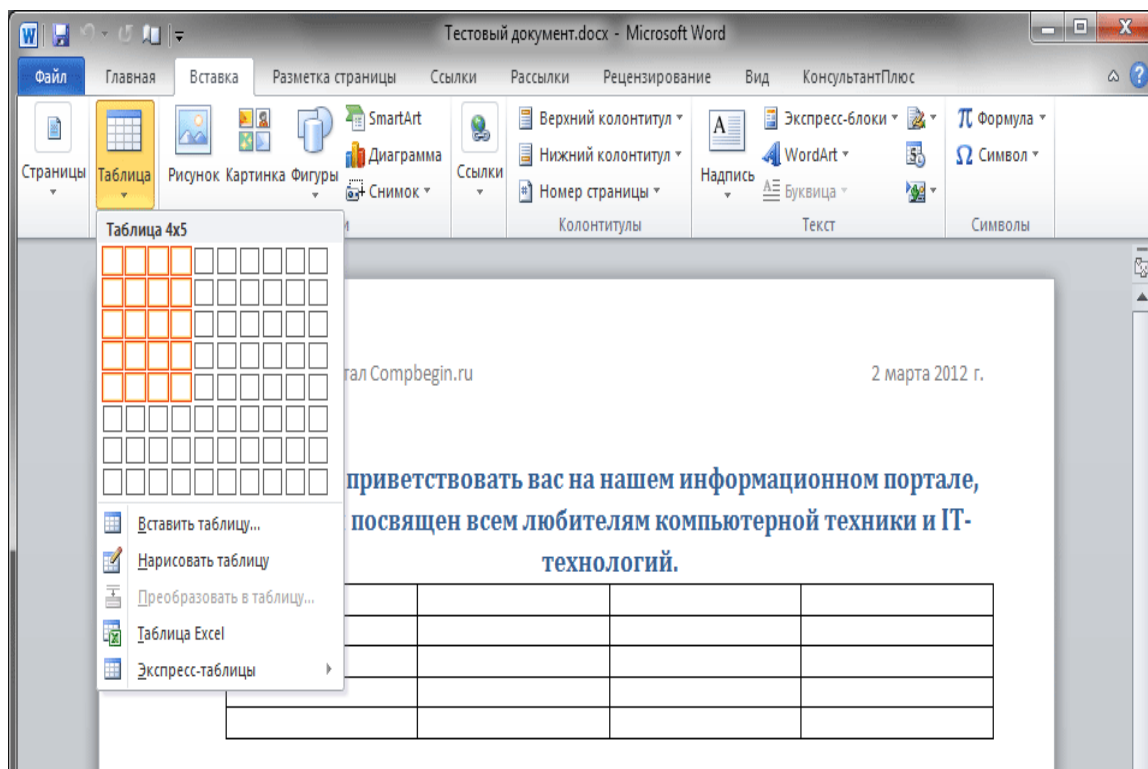 Тестовый документ.docx - Microsoft Word
Файл Главная Вставка Разметка страницы Ссылки Рассылки Рецензирование Вид КонсультантПлюс
Страницы
Таблица
Рисунок Картинка Фигуры
SmartArt
Диаграмма
Снимок
Ссылки
Верхний колонтитул
Нижний колонтитул
Номер страницы
Колонтитулы
Надпись
Экспресс-блоки
WordArt
Буквица
Текст
Формула
Символ
Символы
Таблица 4x5
Вставить таблицу...
Нарисовать таблицу
Преобразовать в таблицу...
Таблица Excel
Экспресс-таблицы
Compbegin.ru 2 марта 2012 г.
приветствовать вас на нашем информационном портале,
посвящен всем любителям компьютерной техники и IT-
технологий.